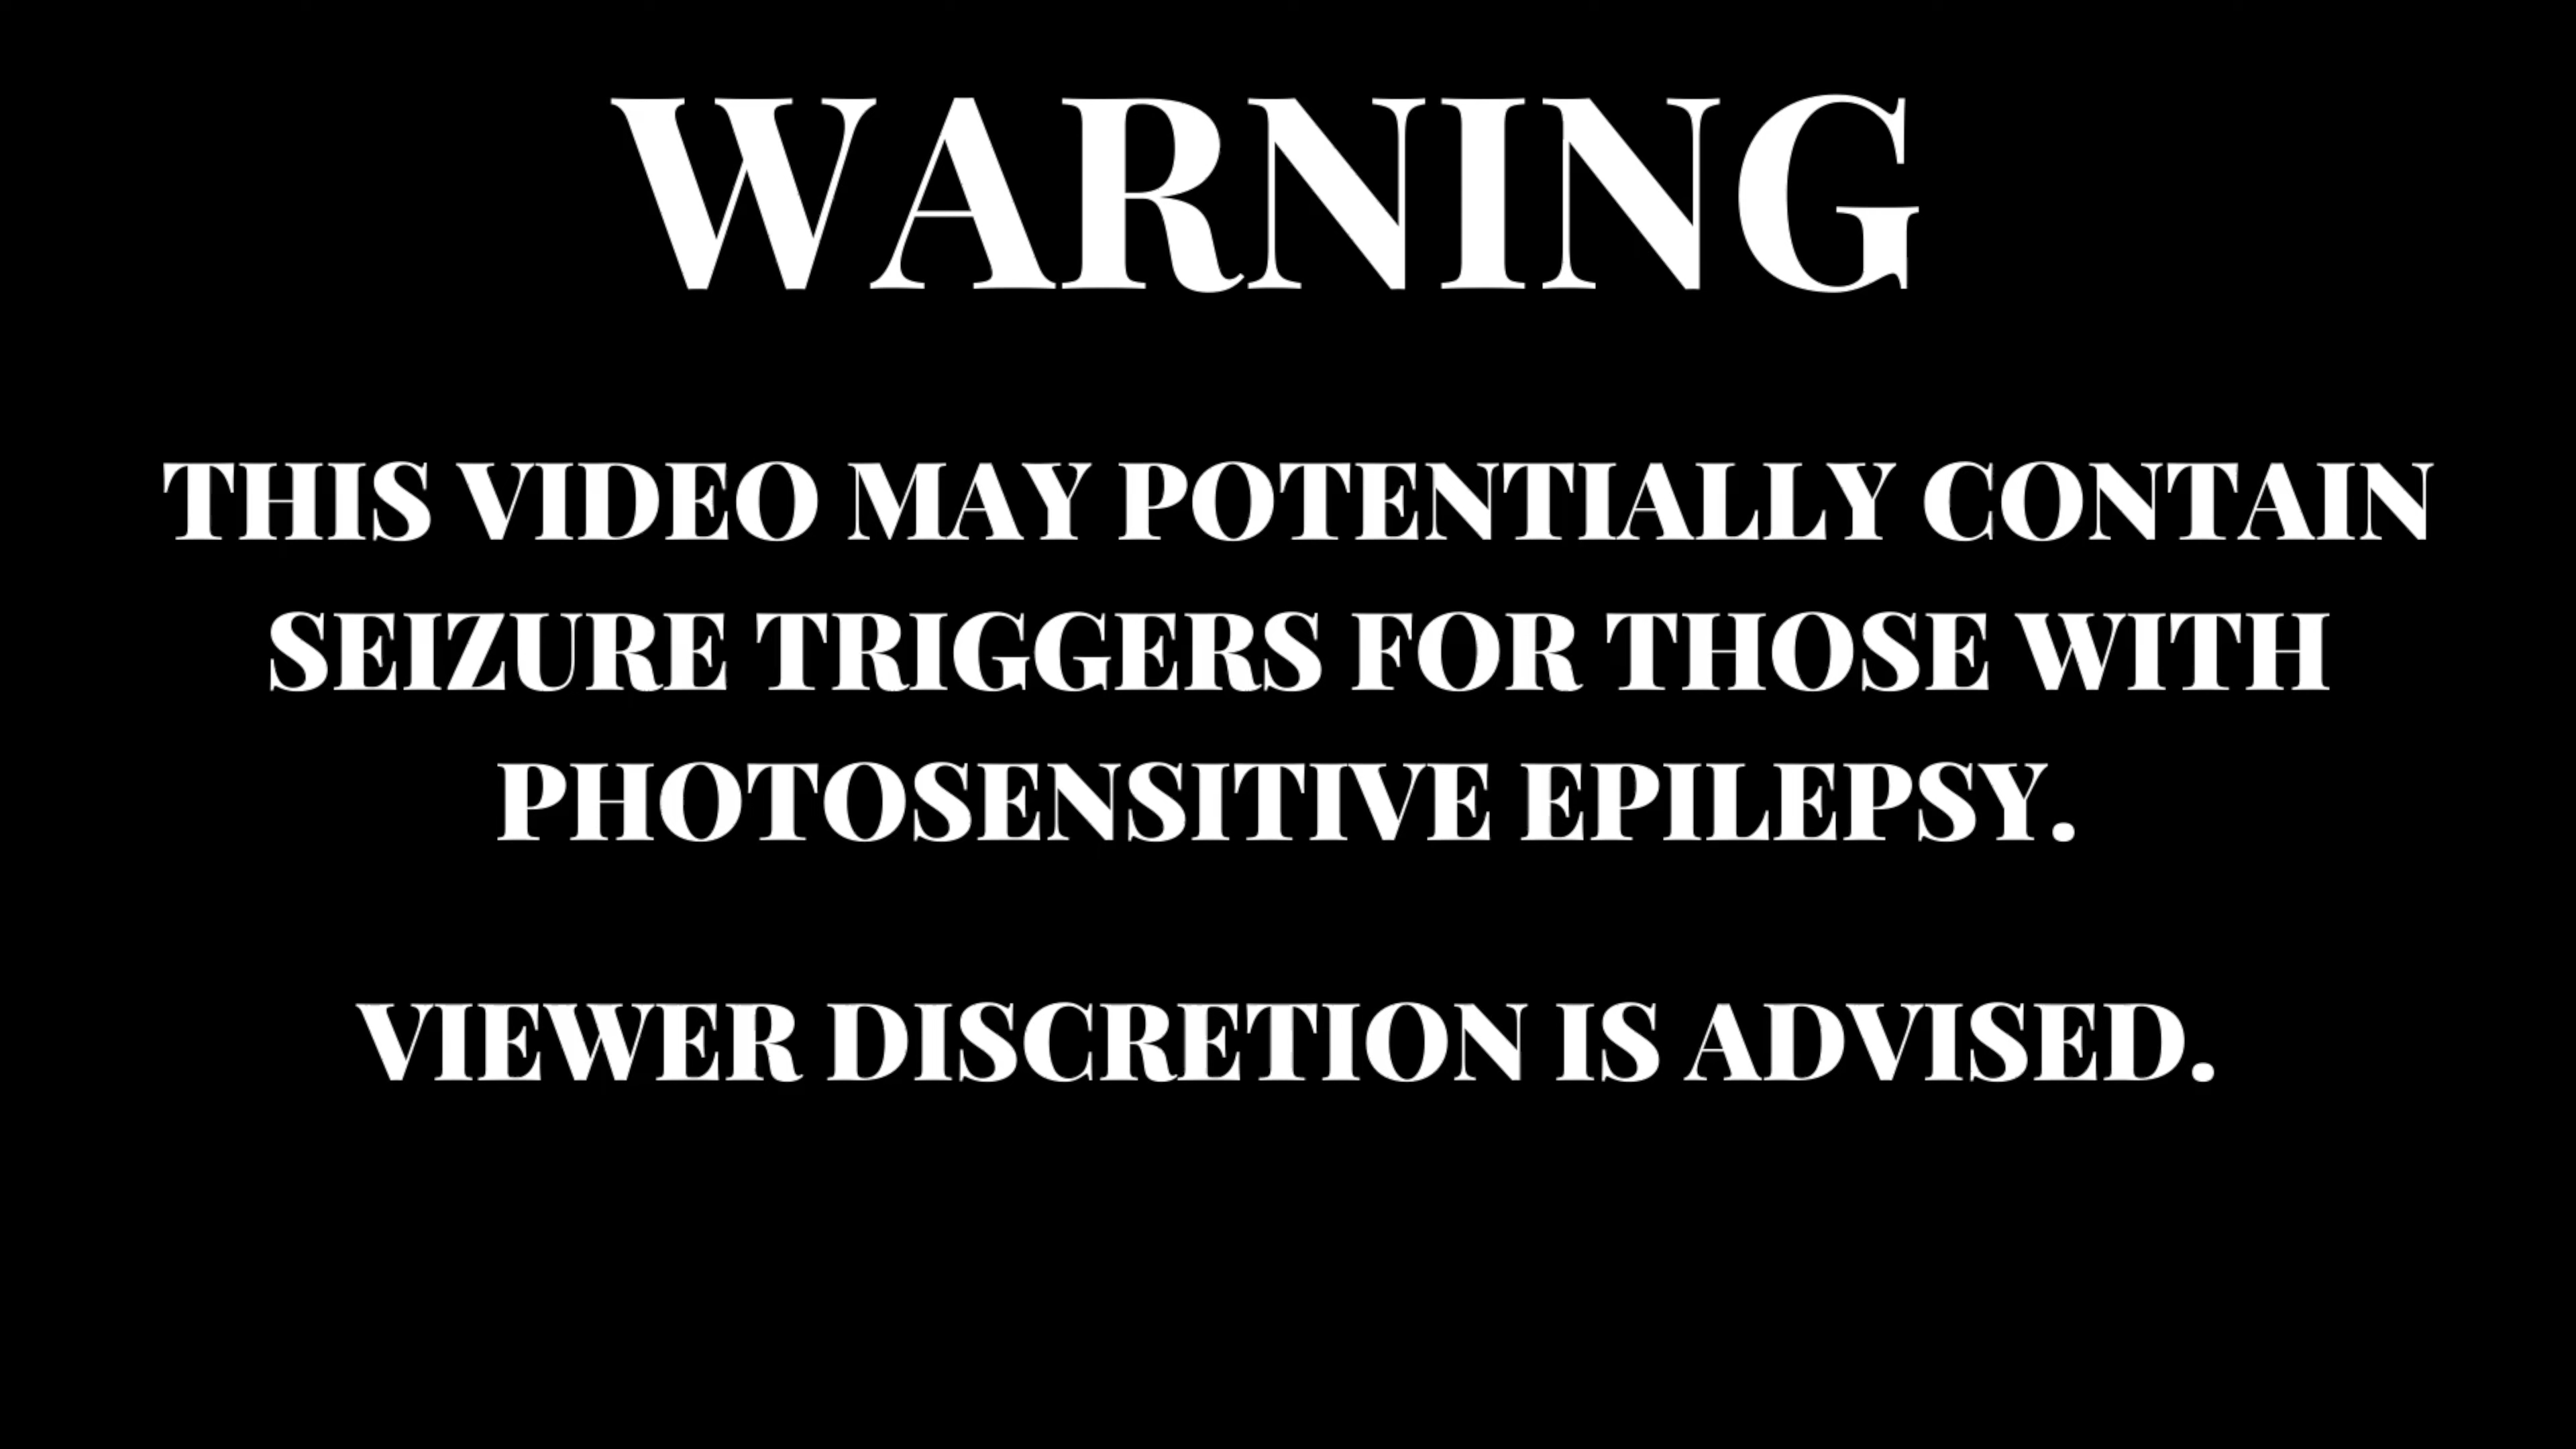 WARNING
THIS VIDEO MAY POTENTIALLY CONTAIN
SEIZURE TRIGGERS FOR THOSE WITH
PHOTOSENSITIVE EPILEPSY.
VIEWER DISCRETION IS ADVISED.